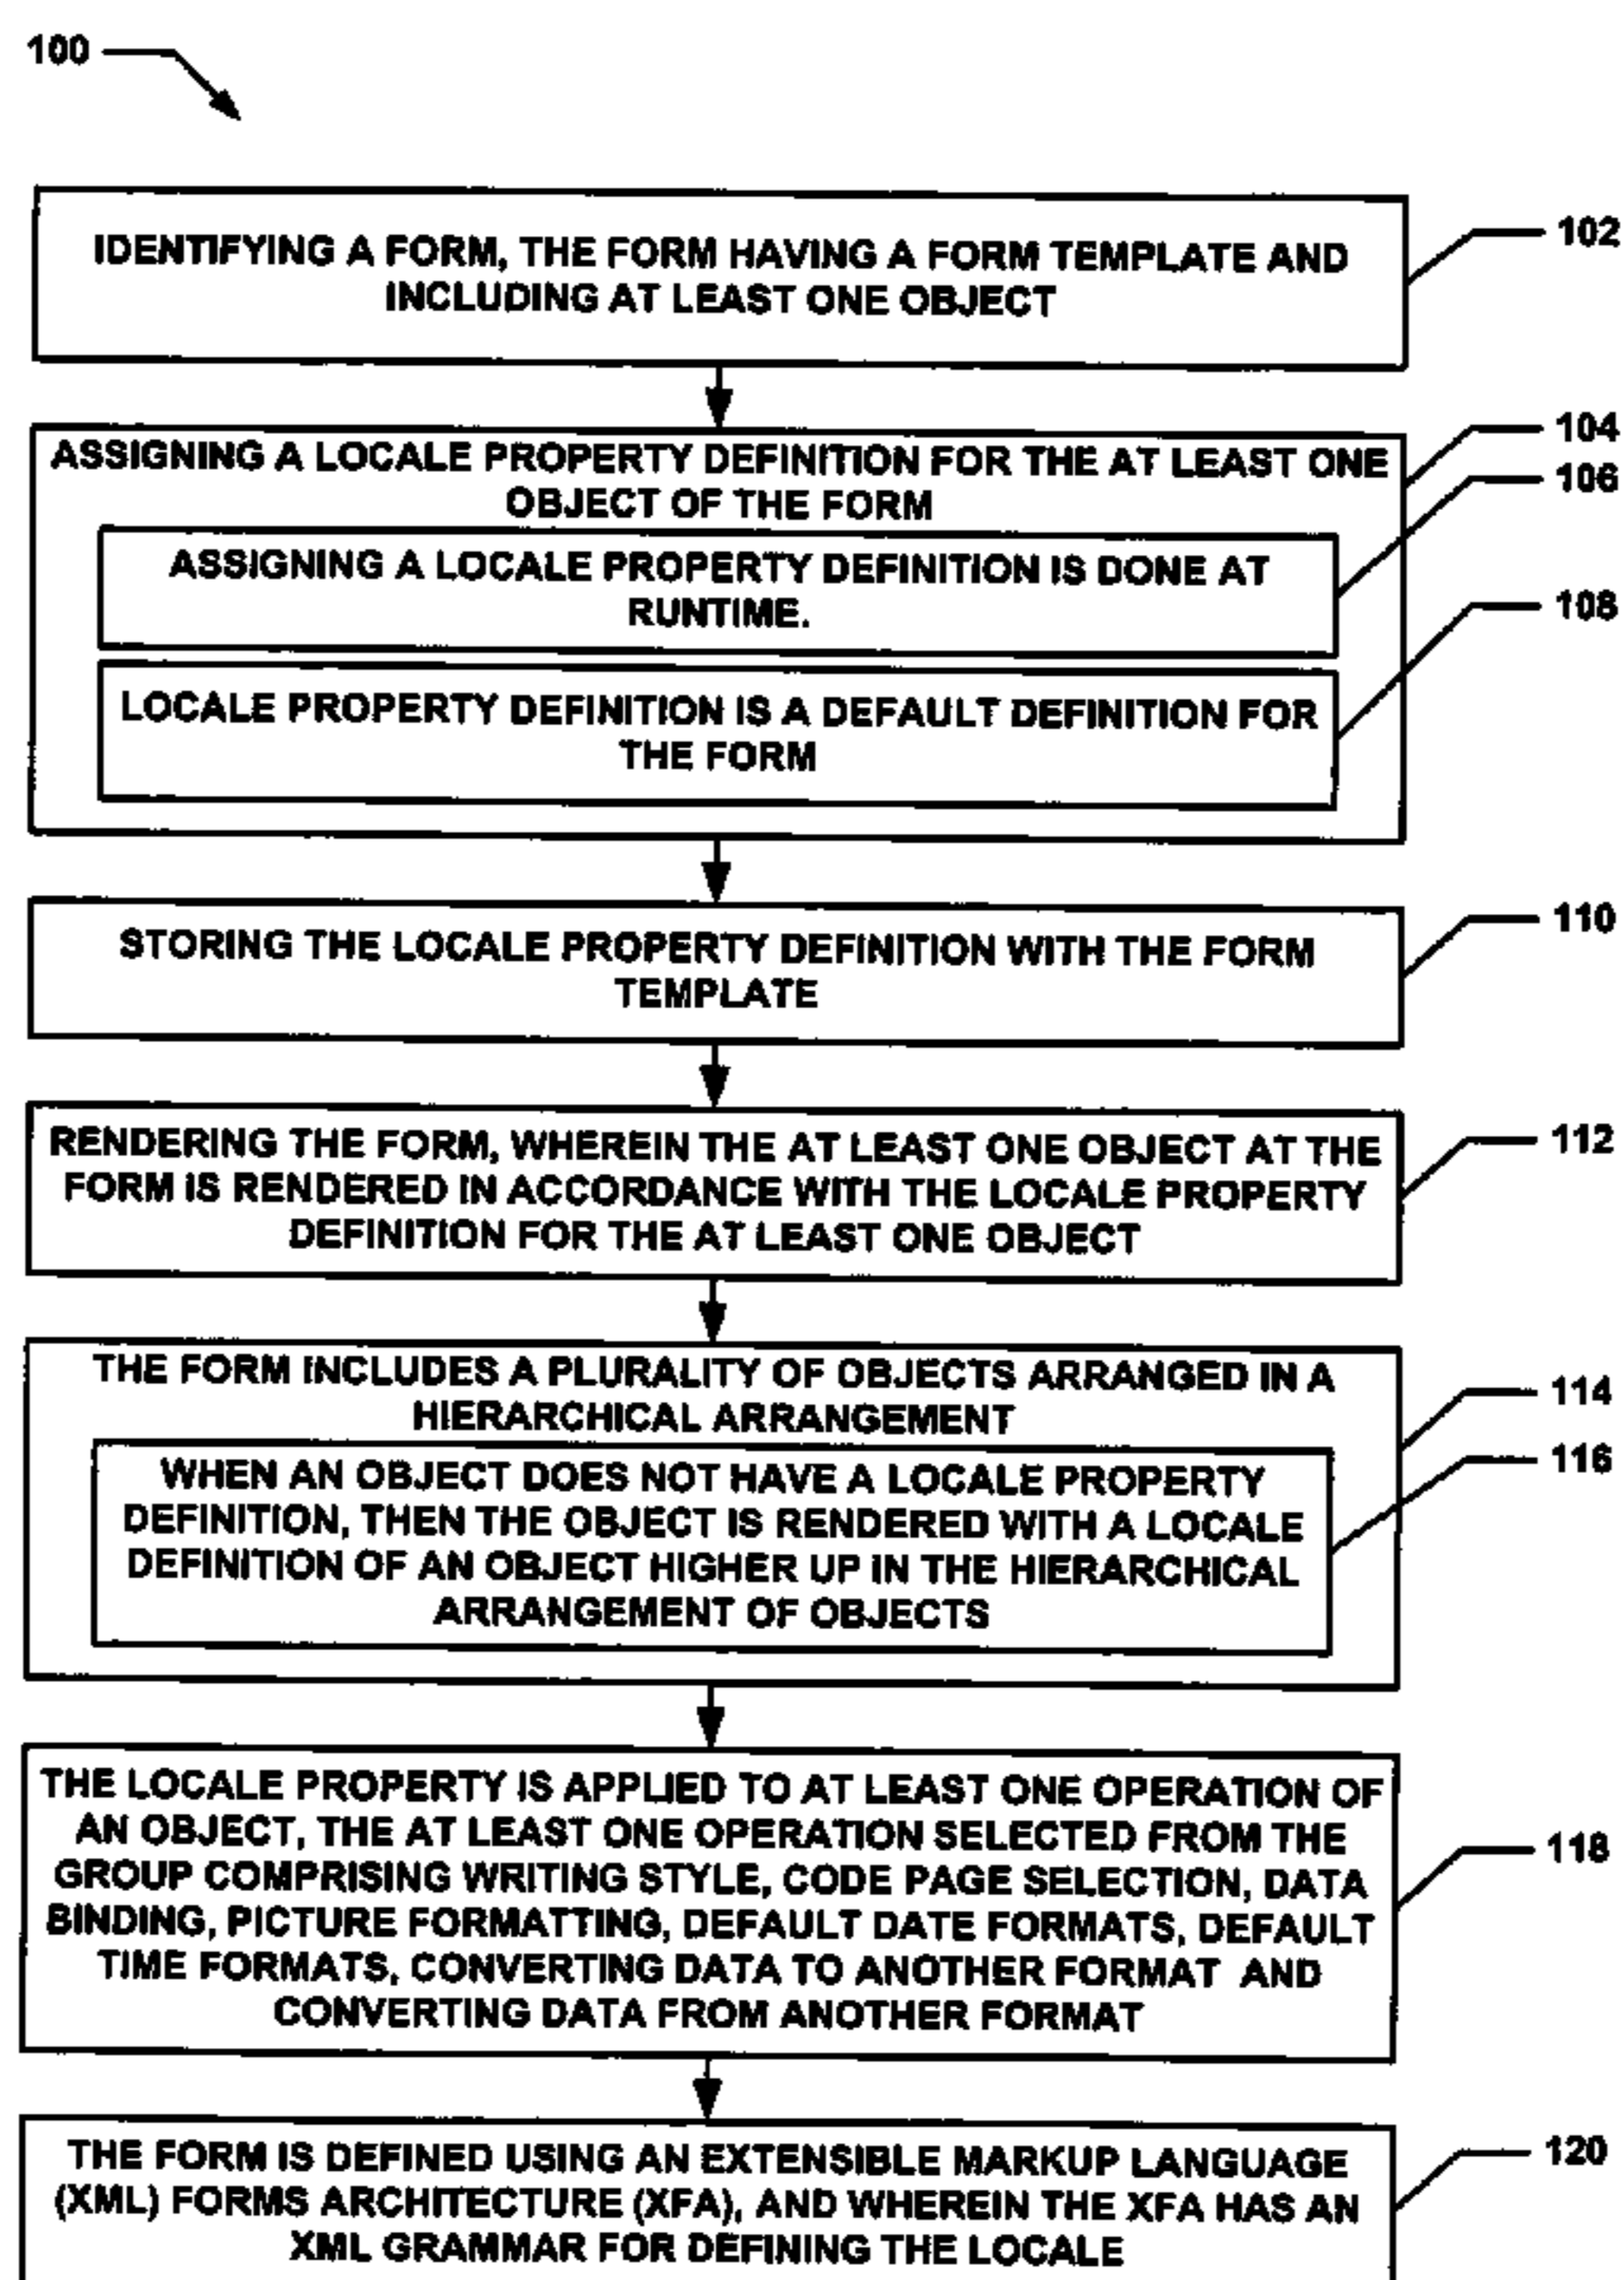 100
IDENTIFYING A FORM, THE FORM HAVING A FORM TEMPLATE AND
INCLUDING AT LEAST ONE OBJECT
102
ASSIGNING A LOCALE PROPERTY DEFINITION FOR THE AT LEAST ONE
OBJECT OF THE FORM
104
ASSIGNING A LOCALE PROPERTY DEFINITION IS DONE AT
RUNTIME.
106
LOCALE PROPERTY DEFINITION IS A DEFAULT DEFINITION FOR
THE FORM
108
STORING THE LOCALE PROPERTY DEFINITION WITH THE FORM
TEMPLATE
110
RENDERING THE FORM, WHEREIN THE AT LEAST ONE OBJECT AT THE
FORM IS RENDERED IN ACCORDANCE WITH THE LOCALE PROPERTY
DEFINITION FOR THE AT LEAST ONE OBJECT
112
THE FORM INCLUDES A PLURALITY OF OBJECTS ARRANGED IN A
HIERARCHICAL ARRANGEMENT
114
WHEN AN OBJECT DOES NOT HAVE A LOCALE PROPERTY
DEFINITION, THEN THE OBJECT IS RENDERED WITH A LOCALE
DEFINITION OF AN OBJECT HIGHER UP IN THE HIERARCHICAL
ARRANGEMENT OF OBJECTS
116
THE LOCALE PROPERTY IS APPLIED TO AT LEAST ONE OPERATION OF
AN OBJECT, THE AT LEAST ONE OPERATION SELECTED FROM THE
GROUP COMPRISING WRITING STYLE, CODE PAGE SELECTION, DATA
BINDING, PICTURE FORMATTING, DEFAULT DATE FORMATS, DEFAULT
TIME FORMATS, CONVERTING DATA TO ANOTHER FORMAT AND
CONVERTING DATA FROM ANOTHER FORMAT
118
THE FORM IS DEFINED USING AN EXTENSIBLE MARKUP LANGUAGE
(XML) FORMS ARCHITECTURE (XFA), AND WHEREIN THE XFA HAS AN
XML GRAMMAR FOR DEFINING THE LOCALE
120